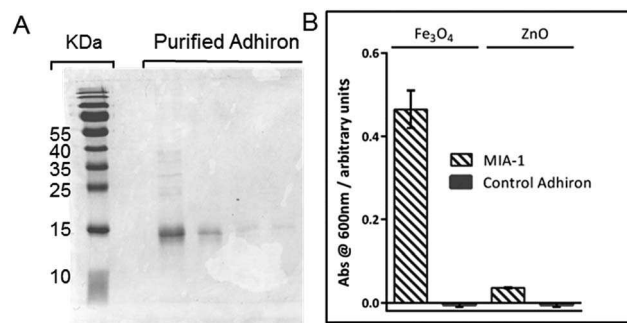 A
KDa
Purified Adhiron
55
40
35
25
15
10
B
Fe₃O₄
ZnO
0.6
0.4
0.2
0.0
Abs @ 600nm / arbitrary units
MIA-1
Control Adhiron